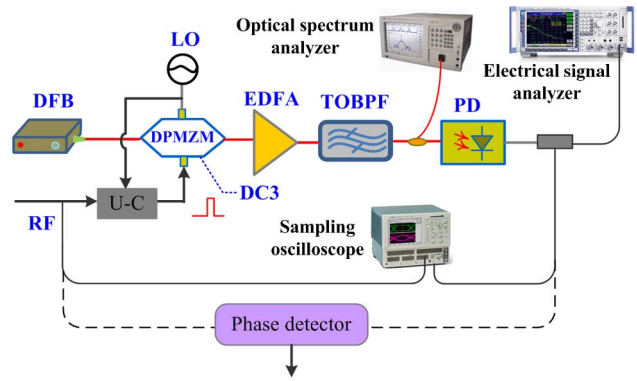 LO
Optical spectrum
analyzer
Electrical signal
analyzer
DFB
DPMZM
EDFA
TOBPF
PD
U-C
DC3
RF
Sampling
oscilloscope
Phase detector